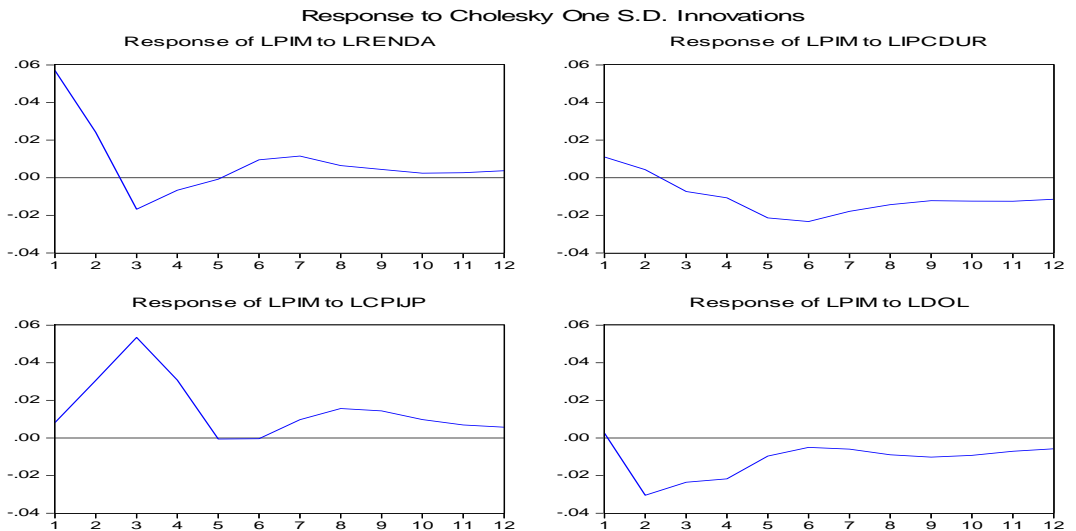 Response to Cholesky One S.D. Innovations
Response of LPIM to LRENDA
.06
.04
.02
.00
-.02
-.04
1 2 3 4 5 6 7 8 9 10 11 12
Response of LPIM to LIPCDUR
.06
.04
.02
.00
-.02
-.04
1 2 3 4 5 6 7 8 9 10 11 12
Response of LPIM to LCPIJP
.06
.04
.02
.00
-.02
-.04
1 2 3 4 5 6 7 8 9 10 11 12
Response of LPIM to LDOL
.06
.04
.02
.00
-.02
-.04
1 2 3 4 5 6 7 8 9 10 11 12